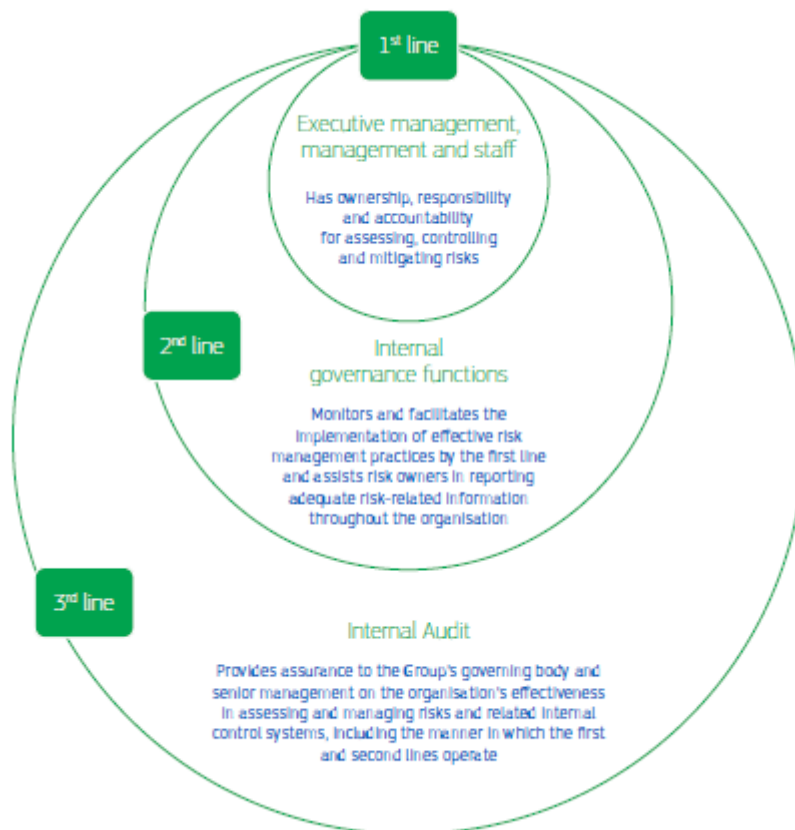 1st line
Executive management,
management and staff
Has ownership, responsibility
and accountability
for assessing, controlling
and mitigating risks
2nd line
Internal
governance functions
Monitors and facilitates the
implementation of effective risk
management practices by the first line
and assists risk owners in reporting
adequate risk-related information
throughout the organisation
3nd line
Internal Audit
Provides assurance to the Group's governing body and
senior management on the organisation's effectiveness
in assessing and managing risks and related internal
control systems, including the manner in which the first
and second lines operate